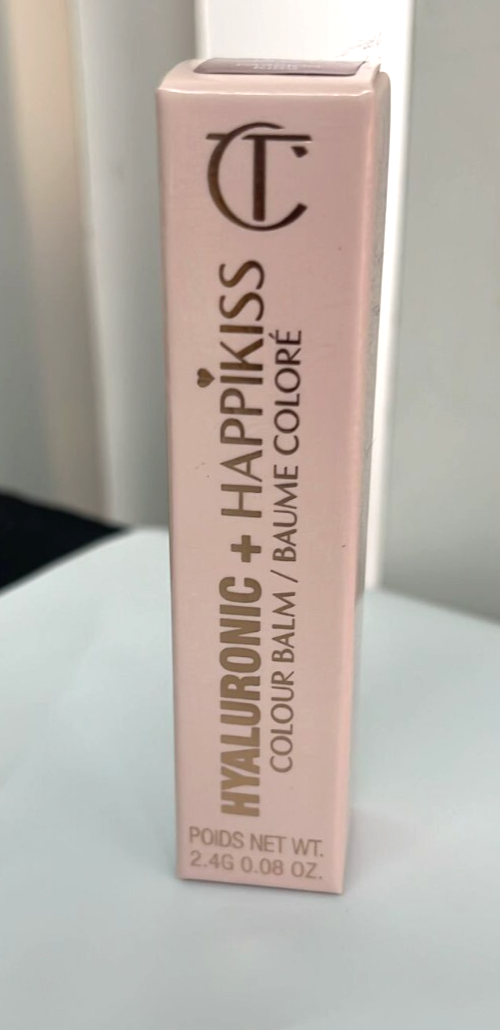 CT
HYALURONIC + HAPPIKISS
COLOUR BALM / BAUME COLORÉ
POIDS NET WT.
2.4G 0.08 OZ.